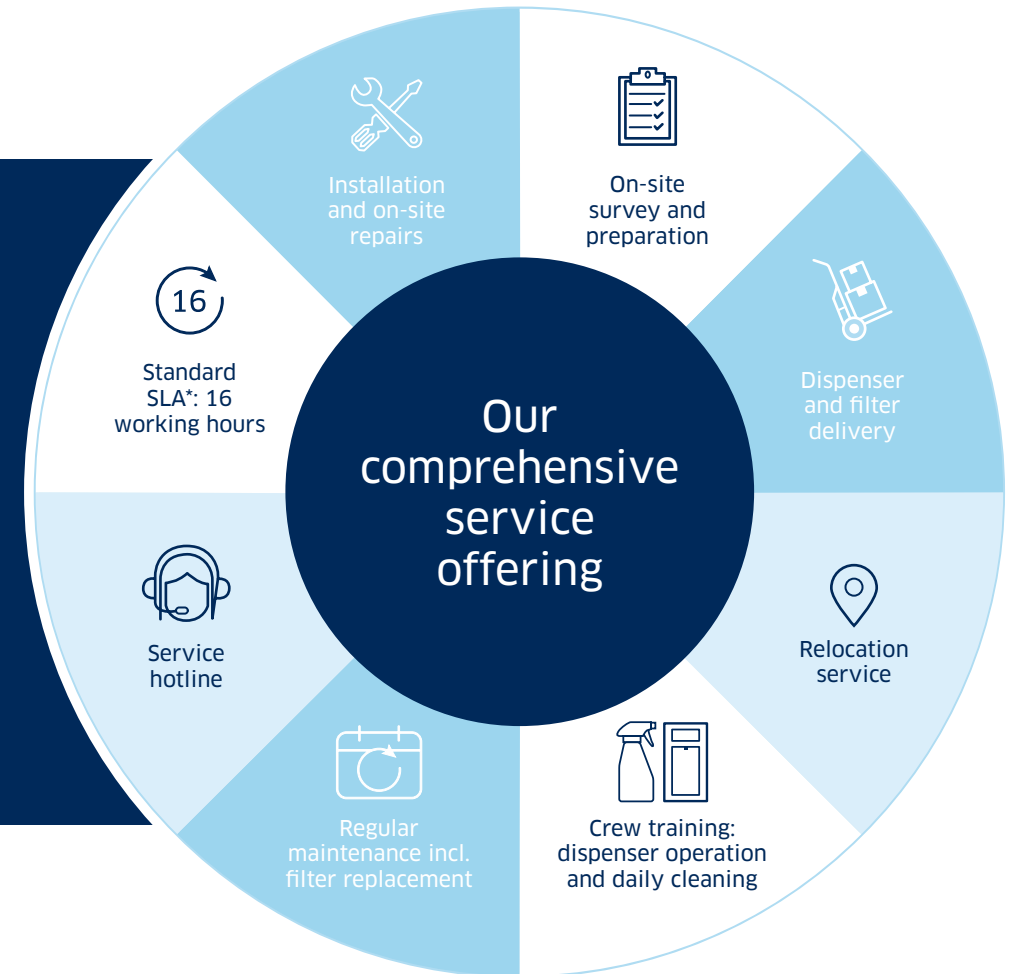 Our
comprehensive
service
offering
On-site
survey and
preparation
Dispenser
and filter
delivery
Relocation
service
Crew training:
dispenser operation
and daily cleaning
Regular
maintenance incl.
filter replacement
Service
hotline
16
Standard
SLA*: 16
working hours
Installation
and on-site
repairs